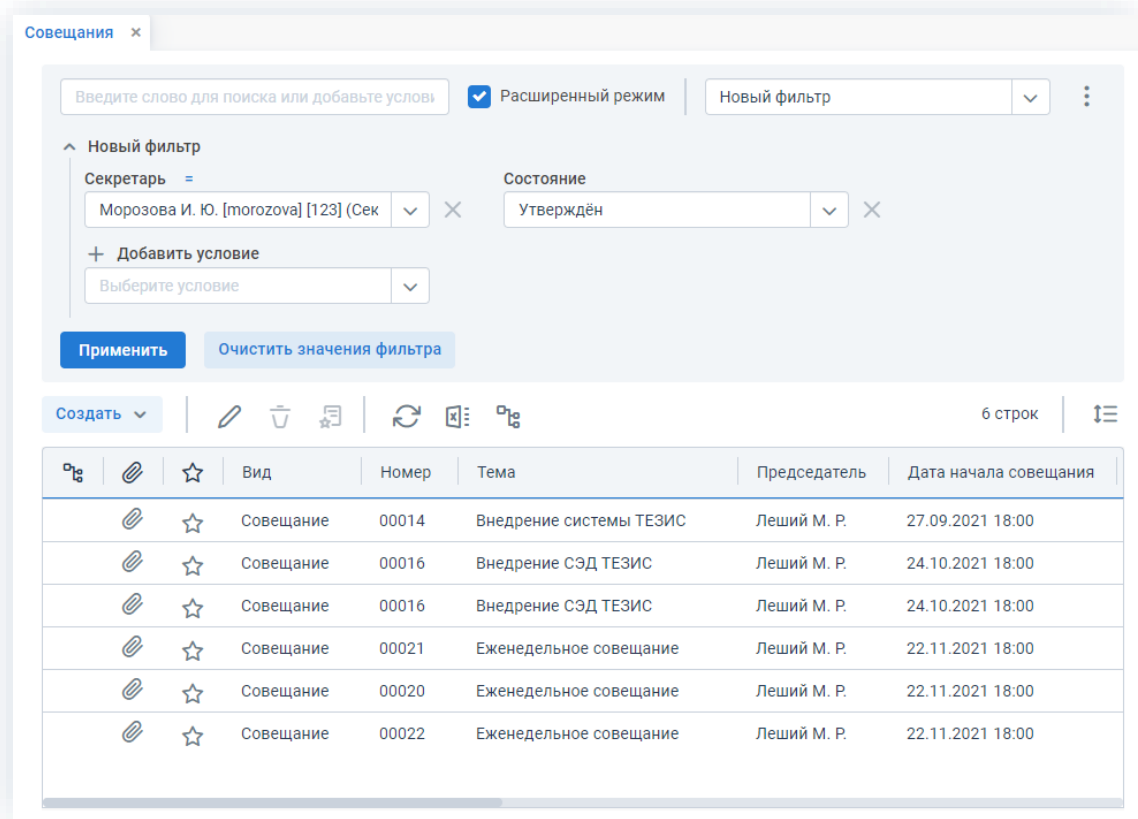 Совещания ×
Введите слово для поиска или добавьте услови
Расширенный режим
Новый фильтр
Новый фильтр
Секретарь =
Состояние
Морозова И. Ю. [morozova] [123] (Сек
Утверждён
+ Добавить условие
Выберите условие
Применить
Очистить значения фильтра
Создать
6 строк
Вид Номер Тема Председатель Дата начала совещания
Совещание 00014 Внедрение системы ТЕЗИС Леший М. Р. 27.09.2021 18:00
Совещание 00016 Внедрение СЭД ТЕЗИС Леший М. Р. 24.10.2021 18:00
Совещание 00016 Внедрение СЭД ТЕЗИС Леший М. Р. 24.10.2021 18:00
Совещание 00021 Еженедельное совещание Леший М. Р. 22.11.2021 18:00
Совещание 00020 Еженедельное совещание Леший М. Р. 22.11.2021 18:00
Совещание 00022 Еженедельное совещание Леший М. Р. 22.11.2021 18:00